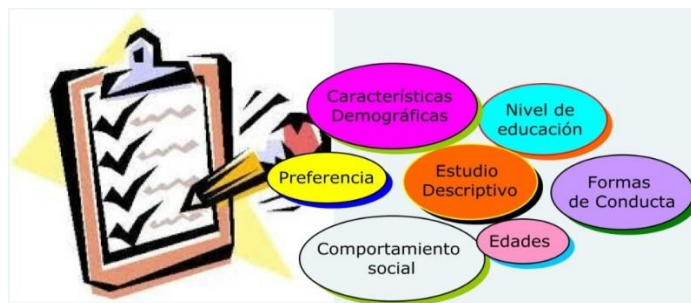 Características
Demográficas
Nivel de
educación
Preferencia
Estudio
Descriptivo
Formas
de Conducta
Comportamiento
social
Edades